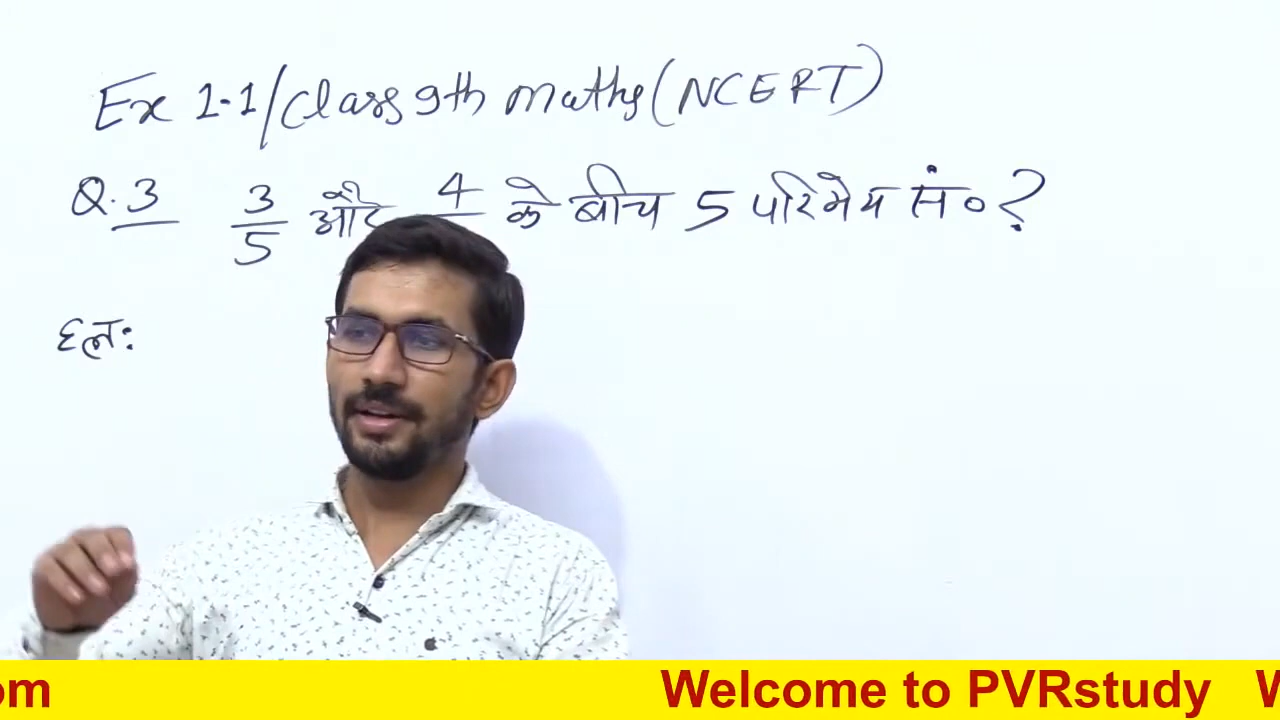 Ex 1.1/Class 9th maths (NCERT)
Q.3 3/5 और 4 के बीच 5 परिमेय सं० ?
हल:
om Welcome to PVRstudy W